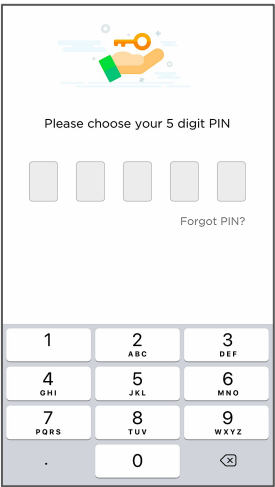 Please choose your 5 digit PIN
Forgot PIN?
1 2 3
ABC DEF
4 5 6
GHI JKL MNO
7 8 9
PQRS TUV WXYZ
. 0